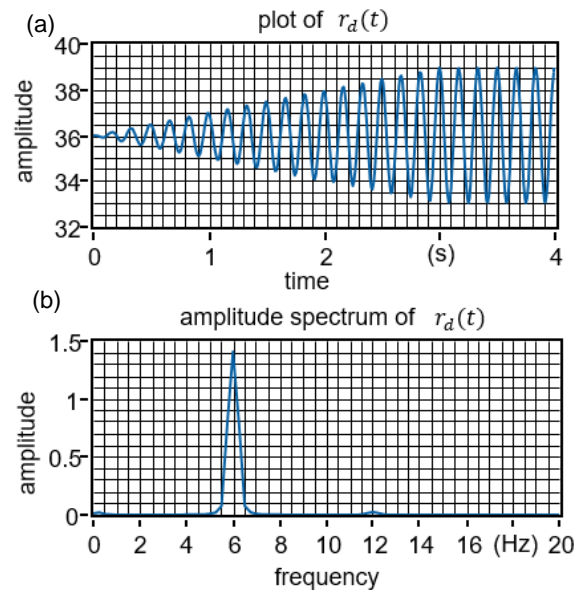 (a) plot of r_d(t)
amplitude
40
38
36
34
32
0 1 2 (s) 4
time
(b) amplitude spectrum of r_d(t)
amplitude
1.5
1
0.5
0
0 2 4 6 8 10 12 14 16 (Hz) 20
frequency